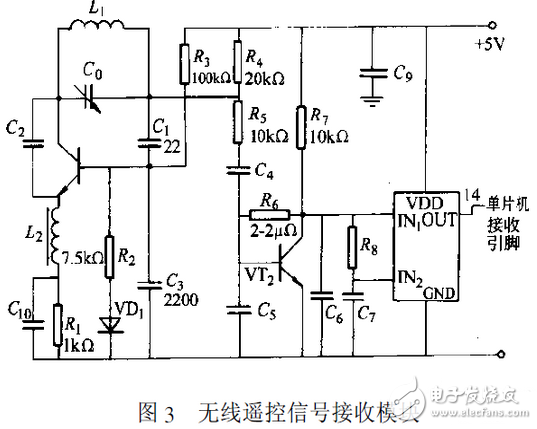 L₁
+5V
C₀
R₃
100kΩ
R₄
20kΩ
C₉
C₂
C₁
22
R₅
10kΩ
R₇
10kΩ
C₄
L₂
7.5kΩ
R₂
R₆
2-2μΩ
VDD
IN₁
OUT
14
单片机
接收
引脚
R₈
IN₂
VT₂
GND
C₁₀
R₁
1kΩ
VD₁
C₃
2200
C₅
C₆
C₇
图 3 无线遥控信号接收模